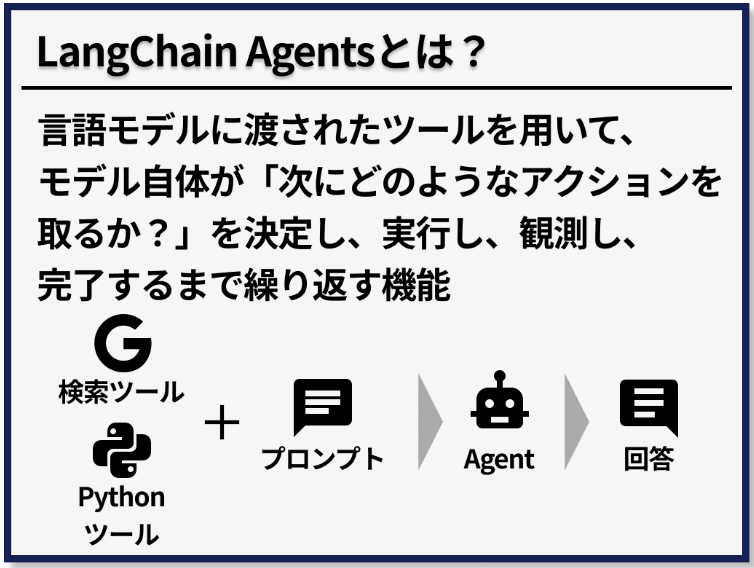 LangChain Agentsとは？
言語モデルに渡されたツールを用いて、
モデル自体が「次にどのようなアクションを
取るか？」を決定し、実行し、観測し、
完了するまで繰り返す機能
検索ツール
Python
ツール
＋
プロンプト
Agent
回答